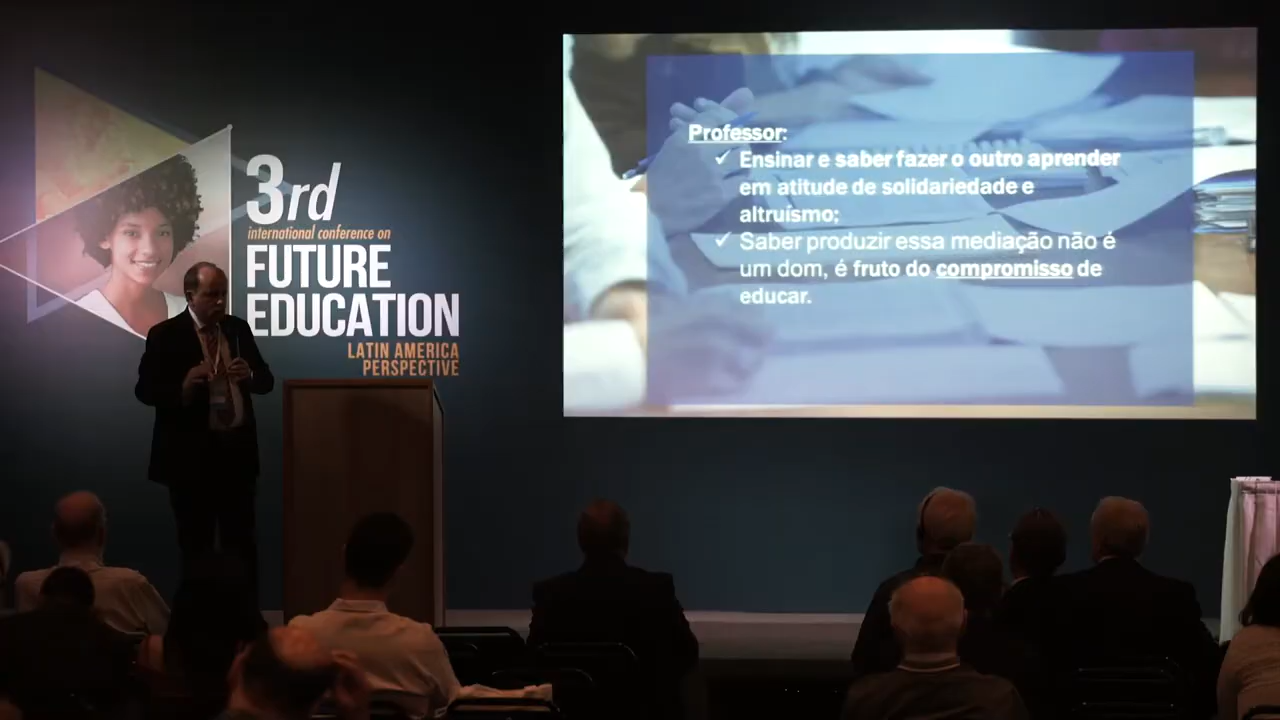 3rd
international conference on
FUTURE
EDUCATION
LATIN AMERICA
PERSPECTIVE
Professor:
✓ Ensinar e saber fazer o outro aprender
em atitude de solidariedade e
altruísmo;
✓ Saber produzir essa mediação não é
um dom, é fruto do compromisso de
educar.